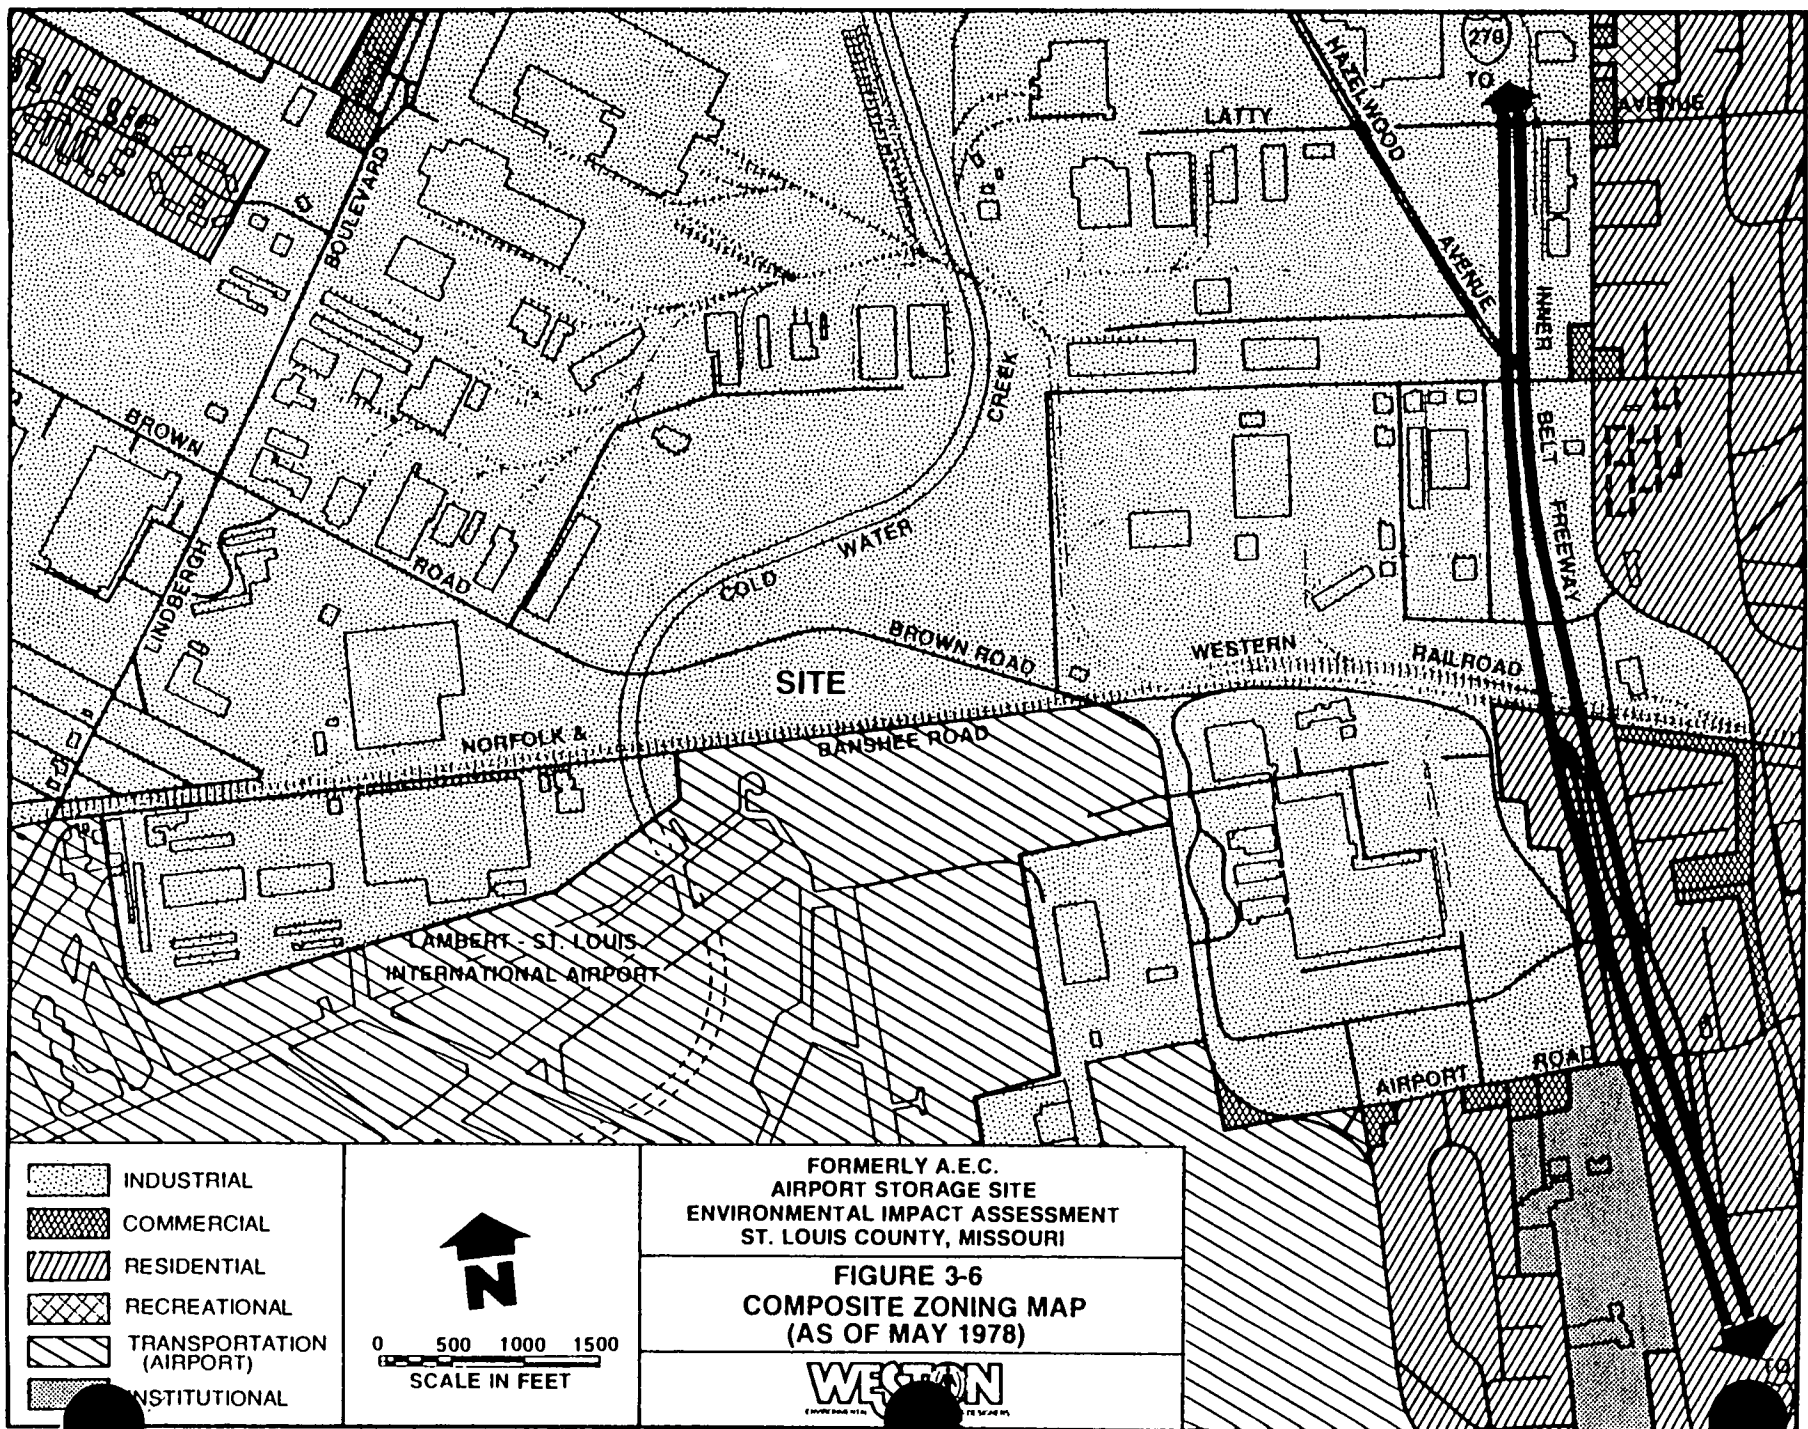 270
TO
HAZELWOOD
LATTY
AVENUE
BOULEVARD
AVENUE
INNER
CREEK
BROWN
BELT
WATER
FREEWAY
ROAD
COLD
LINDBERGH
BROWN ROAD
WESTERN
RAILROAD
SITE
NORFOLK &
BANSHEE ROAD
LAMBERT - ST. LOUIS
INTERNATIONAL AIRPORT
AIRPORT
ROAD
INDUSTRIAL
COMMERCIAL
RESIDENTIAL
RECREATIONAL
TRANSPORTATION
(AIRPORT)
INSTITUTIONAL
N
0 500 1000 1500
SCALE IN FEET
FORMERLY A.E.C.
AIRPORT STORAGE SITE
ENVIRONMENTAL IMPACT ASSESSMENT
ST. LOUIS COUNTY, MISSOURI
FIGURE 3-6
COMPOSITE ZONING MAP
(AS OF MAY 1978)
WESTON
DESIGNERS
TO